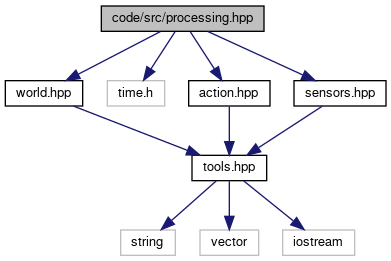 code/src/processing.hpp
world.hpp
time.h
action.hpp
sensors.hpp
tools.hpp
string
vector
iostream